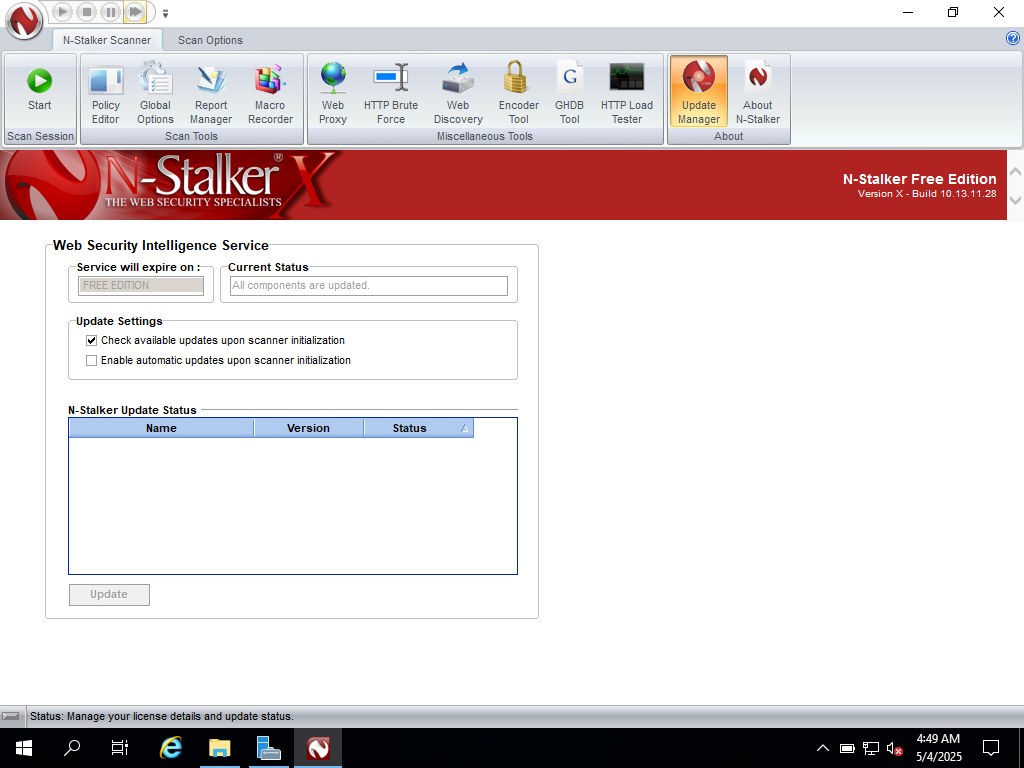 N-Stalker Scanner
Scan Options
Start
Policy Editor
Global Options
Report Manager
Macro Recorder
Web Proxy
HTTP Brute Force
Web Discovery
Encoder Tool
G
GHDB Tool
HTTP Load Tester
Update Manager
About N-Stalker
Scan Session
Scan Tools
Miscellaneous Tools
About
N-Stalker® X
THE WEB SECURITY SPECIALISTS
N-Stalker Free Edition
Version X - Build 10.13.11.28
Web Security Intelligence Service
Service will expire on :
FREE EDITION
Current Status
All components are updated.
Update Settings
Check available updates upon scanner initialization
Enable automatic updates upon scanner initialization
N-Stalker Update Status
Name Version Status
Update
Status: Manage your license details and update status.
4:49 AM
5/4/2025